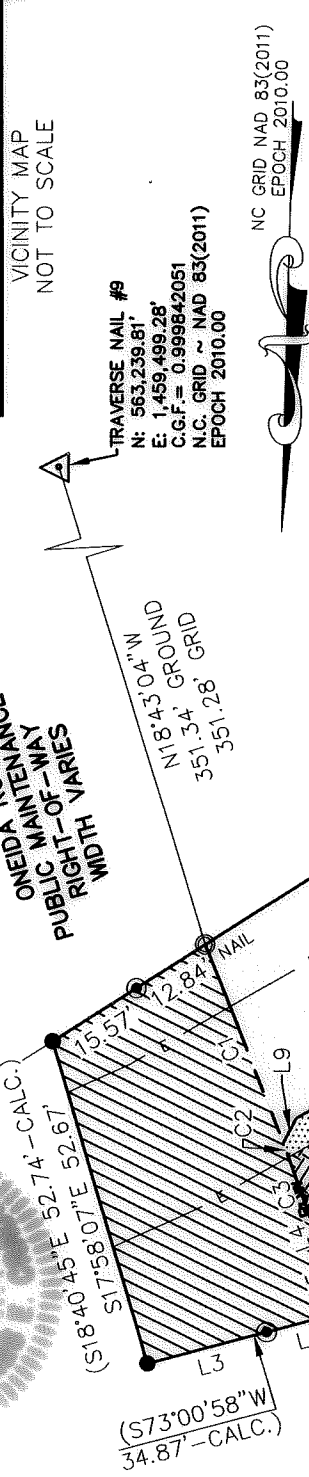 VICINITY MAP
NOT TO SCALE
TRAVERSE NAIL #9
N: 563,239.81'
E: 1,459,499.28'
C.G.F.= 0.999842051
N.C. GRID ~ NAD 83(2011)
EPOCH 2010.00
NC GRID NAD 83(2011)
EPOCH 2010.00
N18°43'04"W
351.34' GROUND
351.28' GRID
ONEIDA
PUBLIC MAINTENANCE
RIGHT-OF-WAY
WIDTH VARIES
(S18°40'45"E 52.74'-CALC.)
S17°58'07"E 52.67'
15.57'
12.84'
NAIL
C1
C2
L9
C3
L3
(S73°00'58"W
34.87'-CALC.)